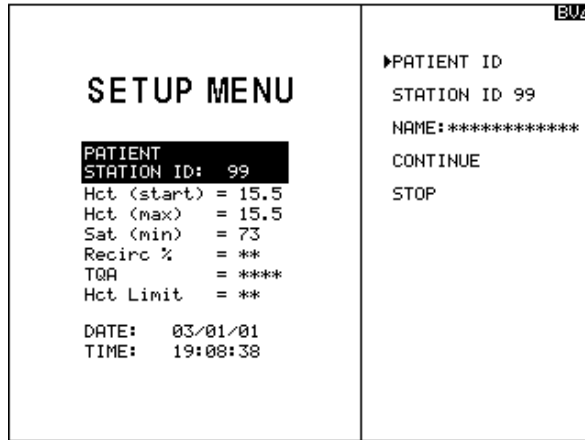 SETUP MENU
PATIENT
STATION ID: 99
Hct (start) = 15.5
Hct (max) = 15.5
Sat (min) = 73
Recirc % = **
TQA = ****
Hct Limit = **
DATE: 03/01/01
TIME: 19:08:38
▶PATIENT ID
STATION ID 99
NAME:************
CONTINUE
STOP